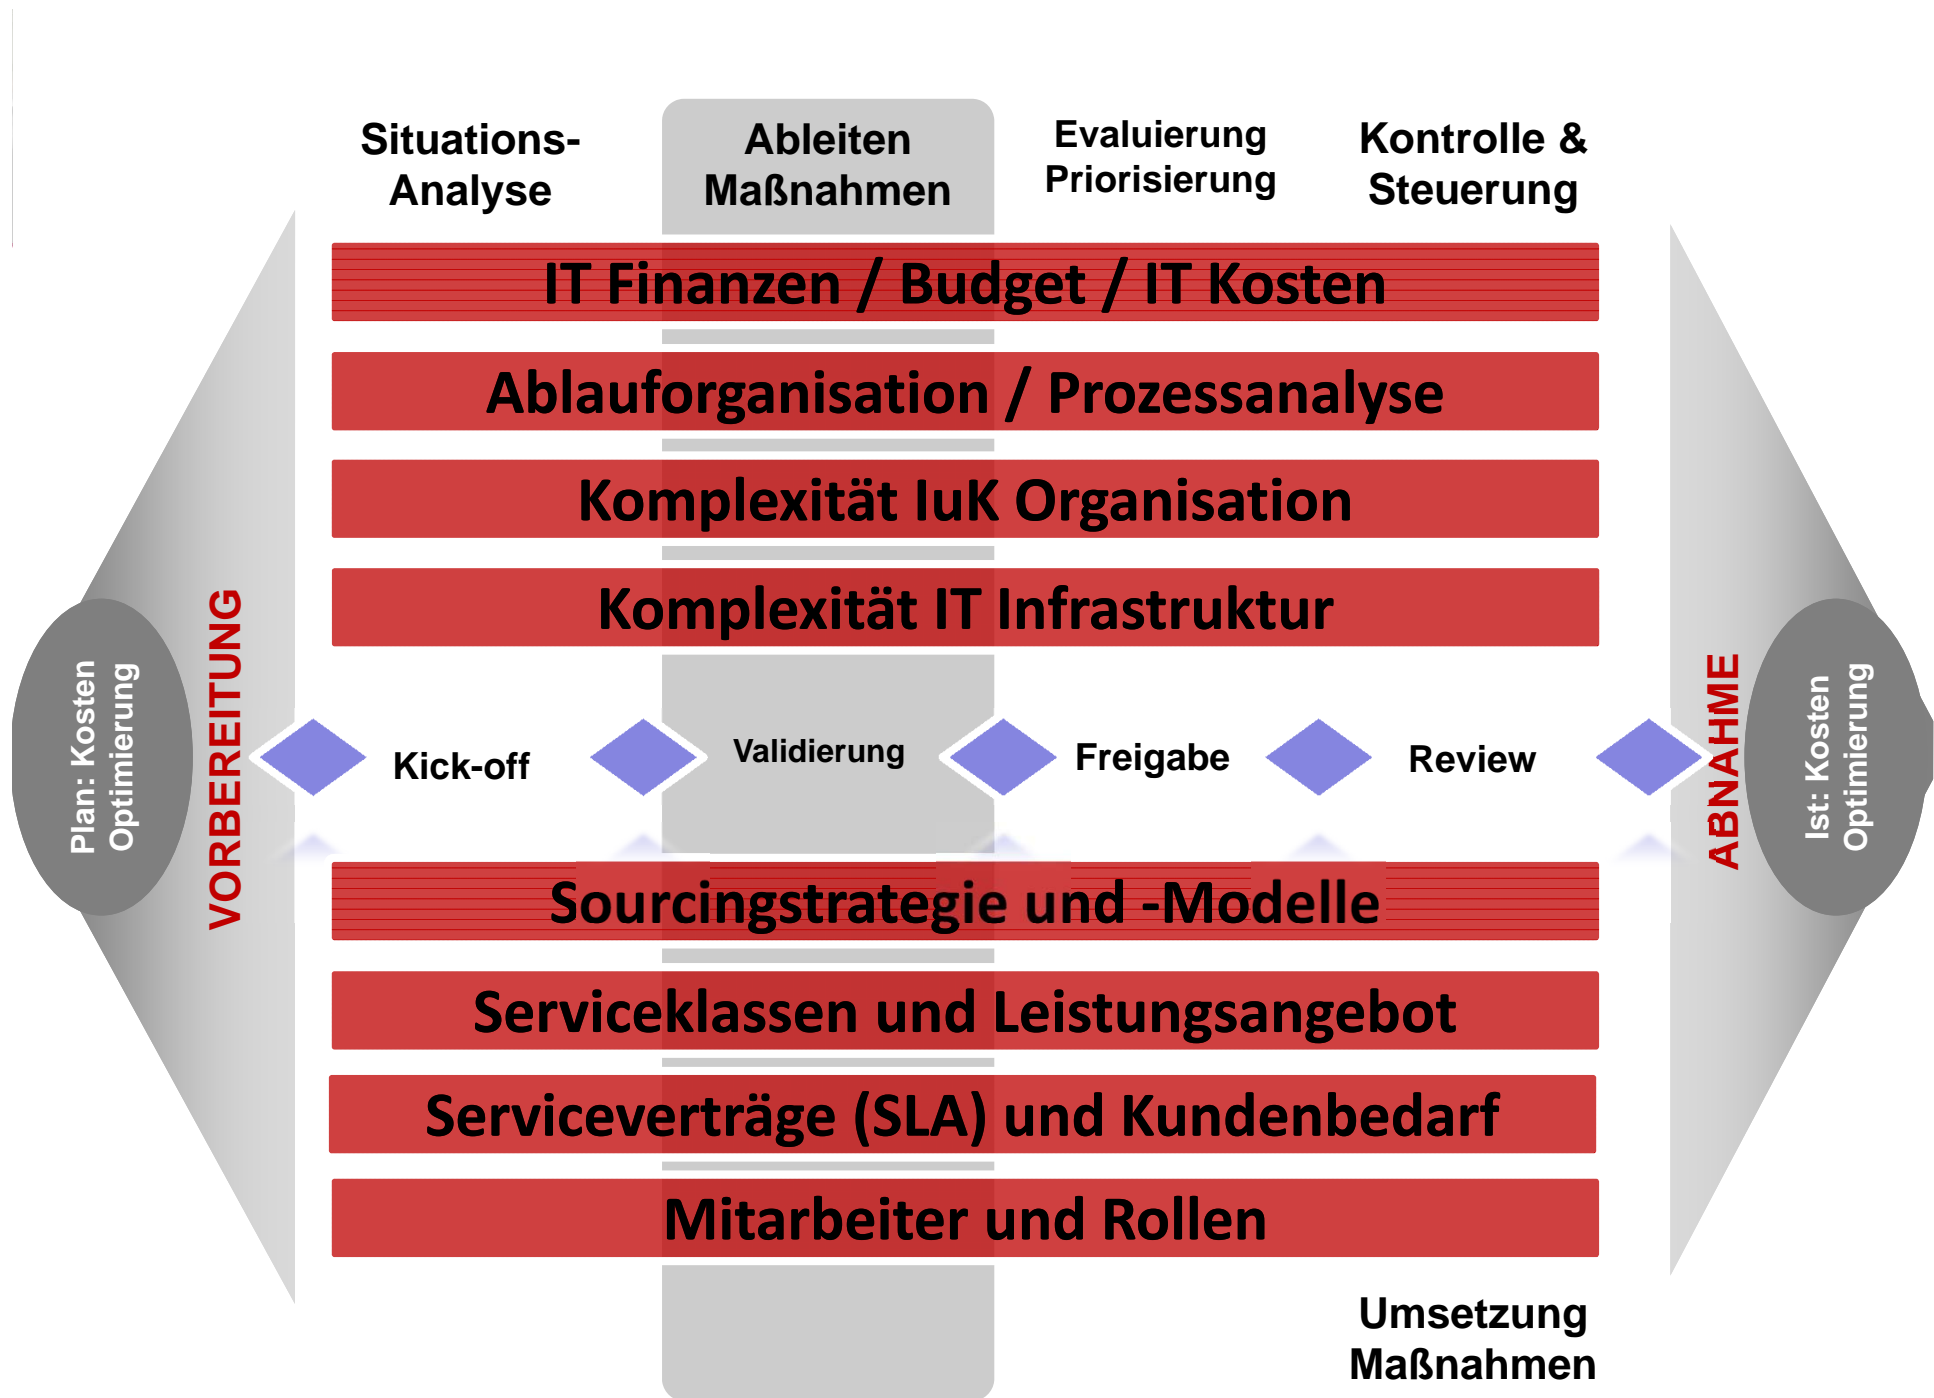 Situations-
Analyse
Ableiten
Maßnahmen
Evaluierung
Priorisierung
Kontrolle &
Steuerung
IT Finanzen / Budget / IT Kosten
Ablauforganisation / Prozessanalyse
Komplexität IuK Organisation
Komplexität IT Infrastruktur
Plan: Kosten
Optimierung
VORBEREITUNG
Kick-off
Validierung
Freigabe
Review
ABNAHME
Ist: Kosten
Optimierung
Sourcingstrategie und -Modelle
Serviceklassen und Leistungsangebot
Serviceverträge (SLA) und Kundenbedarf
Mitarbeiter und Rollen
Umsetzung
Maßnahmen